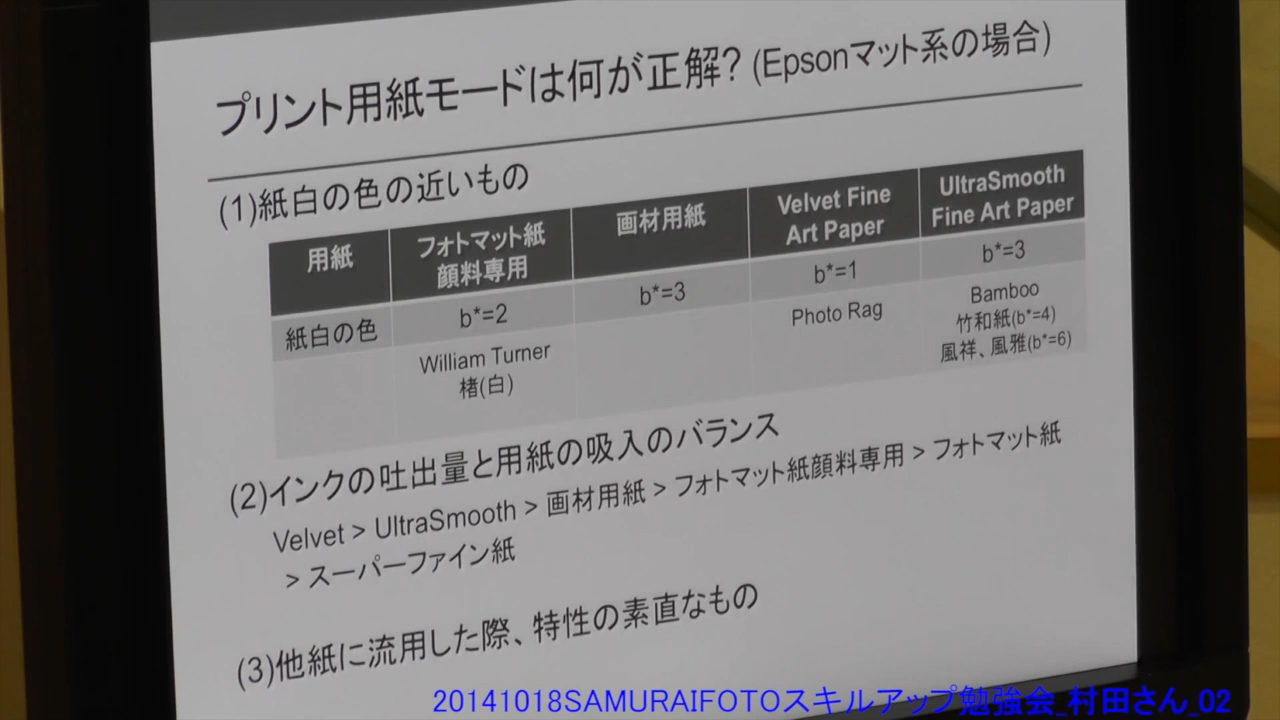 プリント用紙モードは何が正解? (Epsonマット系の場合)
(1)紙白の色の近いもの
用紙
フォトマット紙
顔料専用
画材用紙
Velvet Fine
Art Paper
UltraSmooth
Fine Art Paper
紙白の色
b*=2
b*=3
b*=1
b*=3
William Turner
楮(白)
Photo Rag
Bamboo
竹和紙(b*=4)
風祥、風雅(b*=6)
(2)インクの吐出量と用紙の吸入のバランス
Velvet > UltraSmooth > 画材用紙 > フォトマット紙顔料専用 > フォトマット紙
> スーパーファイン紙
(3)他紙に流用した際、特性の素直なもの
20141018SAMURAIFOTOスキルアップ勉強会_村田さん_02